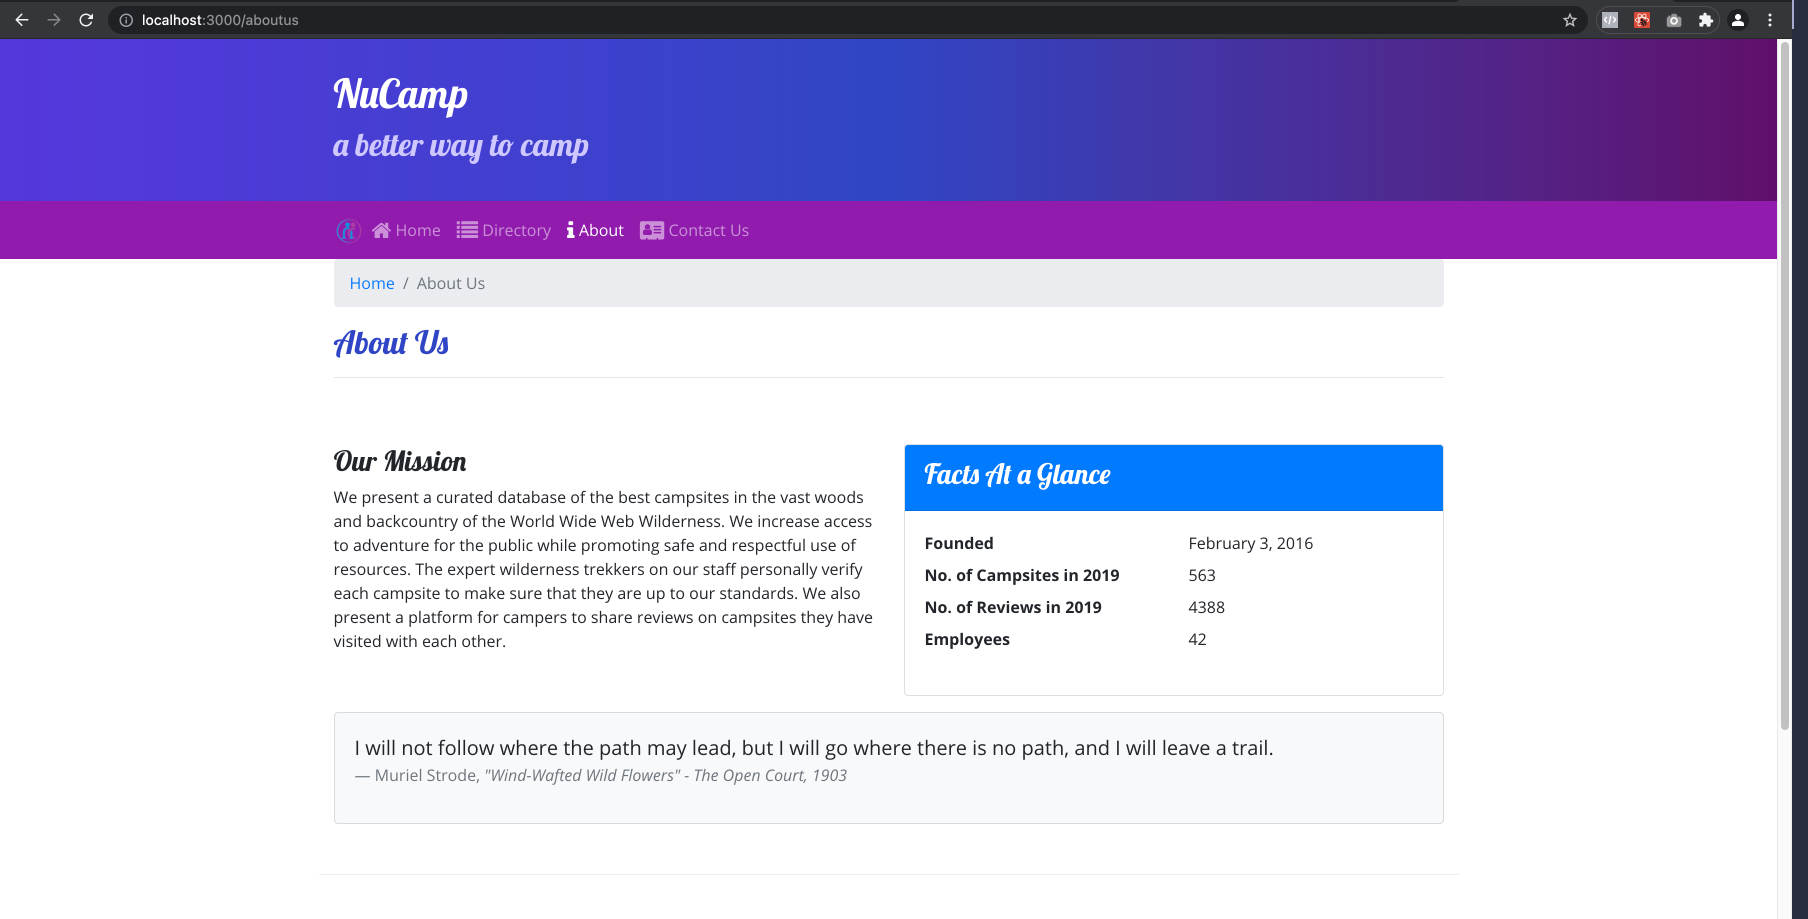 localhost:3000/aboutus
NuCamp
a better way to camp
Home Directory About Contact Us
Home / About Us
About Us
Our Mission
We present a curated database of the best campsites in the vast woods
and backcountry of the World Wide Web Wilderness. We increase access
to adventure for the public while promoting safe and respectful use of
resources. The expert wilderness trekkers on our staff personally verify
each campsite to make sure that they are up to our standards. We also
present a platform for campers to share reviews on campsites they have
visited with each other.
Facts At a Glance
Founded February 3, 2016
No. of Campsites in 2019 563
No. of Reviews in 2019 4388
Employees 42
I will not follow where the path may lead, but I will go where there is no path, and I will leave a trail.
— Muriel Strode, "Wind-Wafted Wild Flowers" - The Open Court, 1903